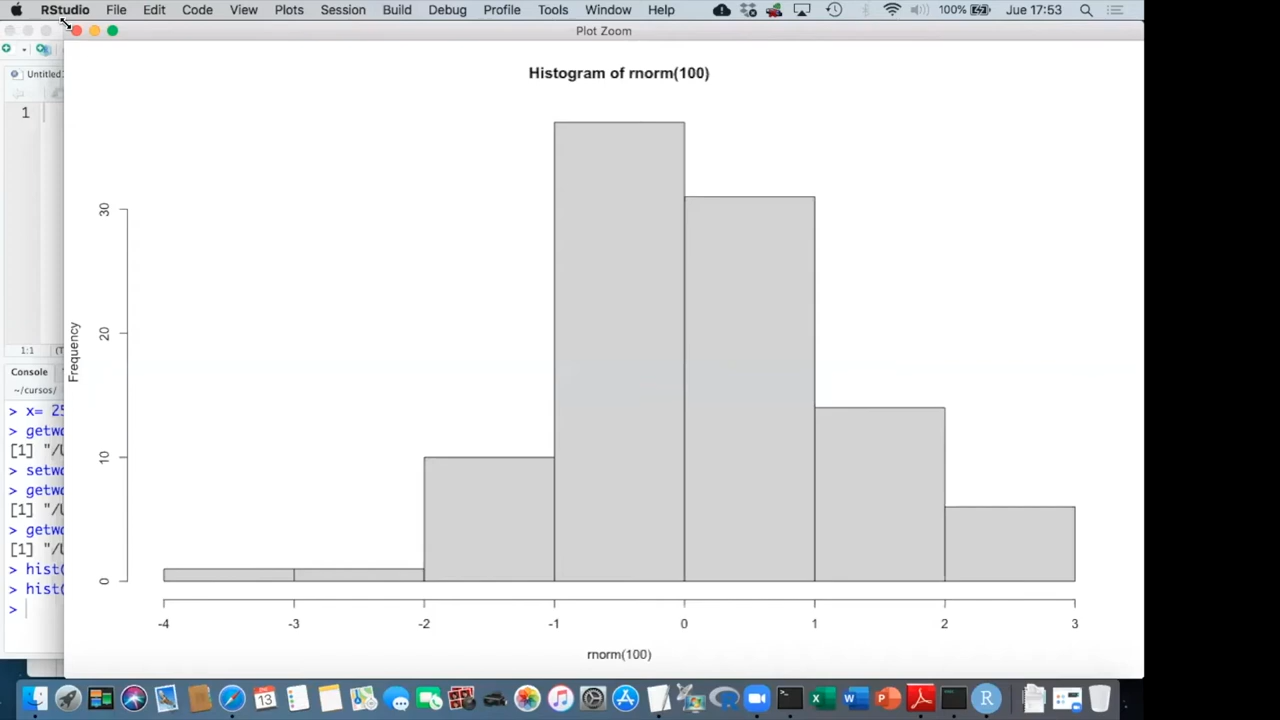 RStudio File Edit Code View Plots Session Build Debug Profile Tools Window Help 100% Jue 17:53
Plot Zoom
Untitled
1
Histogram of rnorm(100)
30
20
10
0
Frequency
-4 -3 -2 -1 0 1 2 3
rnorm(100)
1:1 (T
Console
~/cursos/
> x= 25
> getwd
[1] "/U
> setwd
> getwd
[1] "/U
> getwd
[1] "/U
> hist(
> hist(
>
13